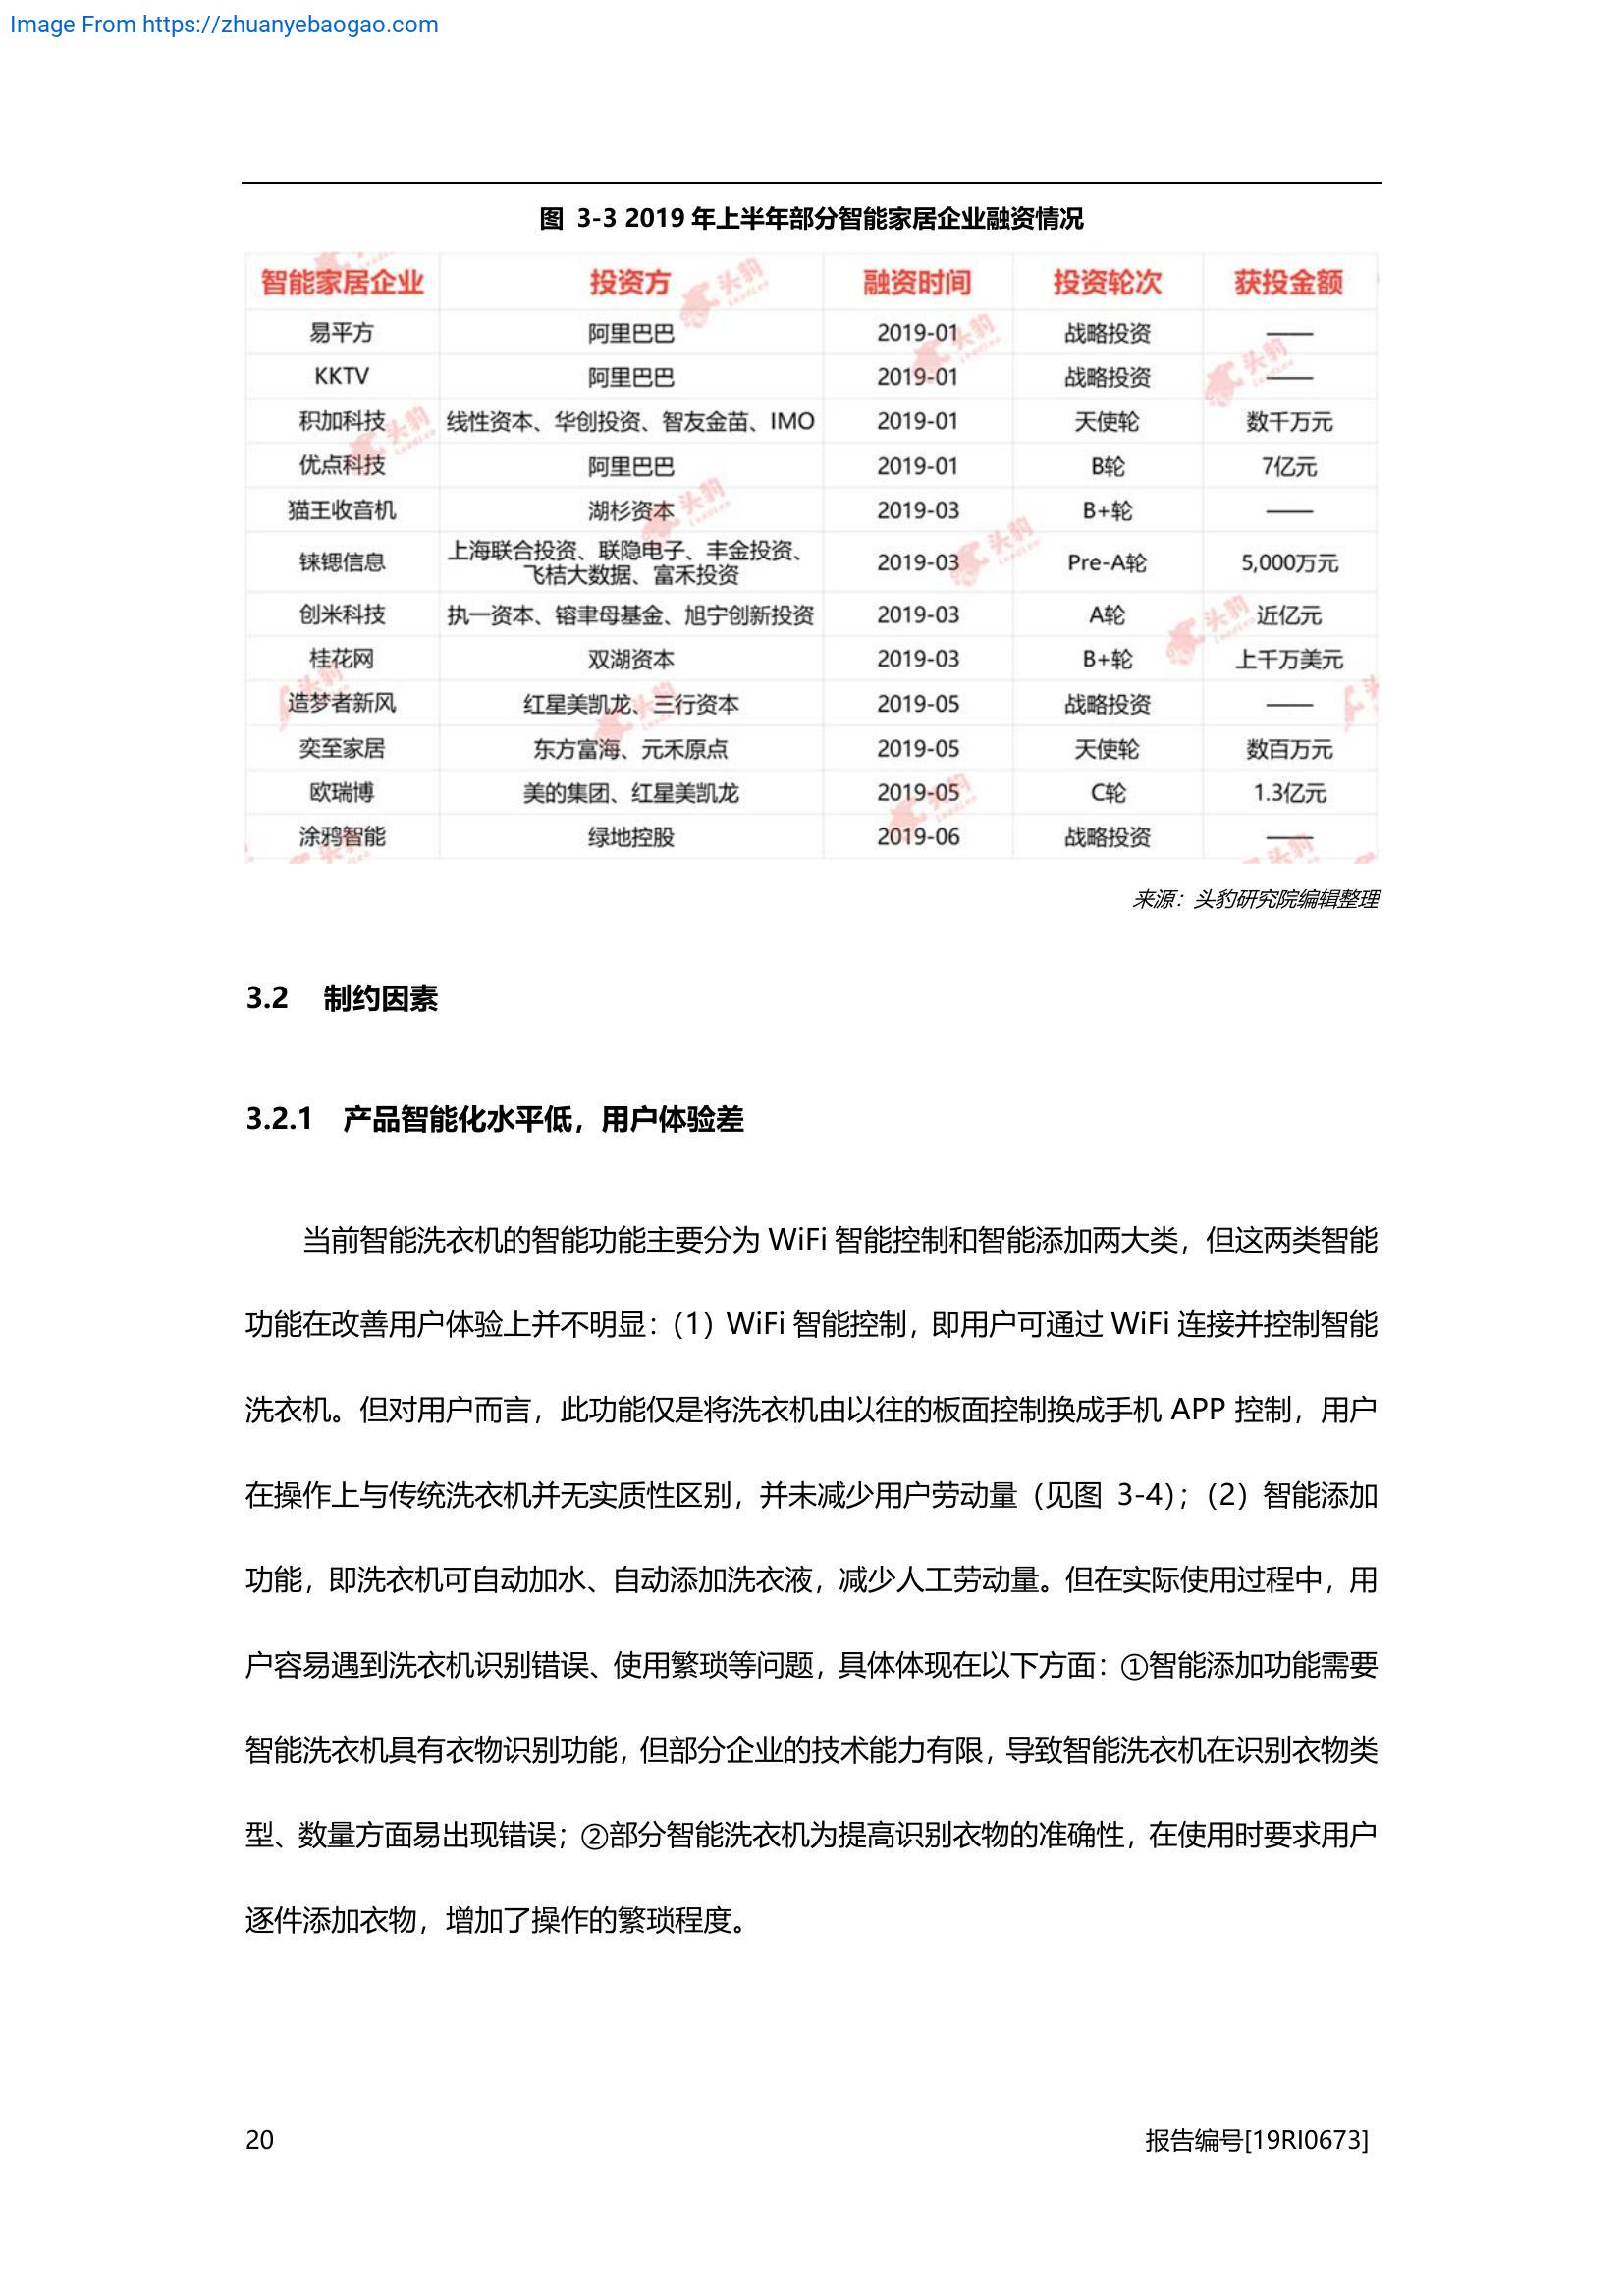 Image From https://zhuanyebaogao.com
图 3-3 2019 年上半年部分智能家居企业融资情况
智能家居企业 投资方 融资时间 投资轮次 获投金额
易平方 阿里巴巴 2019-01 战略投资 ——
KKTV 阿里巴巴 2019-01 战略投资 ——
积加科技 线性资本、华创投资、智友金苗、IMO 2019-01 天使轮 数千万元
优点科技 阿里巴巴 2019-01 B轮 7亿元
猫王收音机 湖杉资本 2019-03 B+轮 ——
铼锶信息 上海联合投资、联隐电子、丰金投资、
飞桔大数据、富禾投资 2019-03 Pre-A轮 5,000万元
创米科技 执一资本、镕聿母基金、旭宁创新投资 2019-03 A轮 近亿元
桂花网 双湖资本 2019-03 B+轮 上千万美元
造梦者新风 红星美凯龙、三行资本 2019-05 战略投资 ——
奕至家居 东方富海、元禾原点 2019-05 天使轮 数百万元
欧瑞博 美的集团、红星美凯龙 2019-05 C轮 1.3亿元
涂鸦智能 绿地控股 2019-06 战略投资 ——
来源：头豹研究院编辑整理
3.2 制约因素
3.2.1 产品智能化水平低，用户体验差
当前智能洗衣机的智能功能主要分为 WiFi 智能控制和智能添加两大类，但这两类智能
功能在改善用户体验上并不明显：（1）WiFi 智能控制，即用户可通过 WiFi 连接并控制智能
洗衣机。但对用户而言，此功能仅是将洗衣机由以往的板面控制换成手机 APP 控制，用户
在操作上与传统洗衣机并无实质性区别，并未减少用户劳动量（见图 3-4）；（2）智能添加
功能，即洗衣机可自动加水、自动添加洗衣液，减少人工劳动量。但在实际使用过程中，用
户容易遇到洗衣机识别错误、使用繁琐等问题，具体体现在以下方面：①智能添加功能需要
智能洗衣机具有衣物识别功能，但部分企业的技术能力有限，导致智能洗衣机在识别衣物类
型、数量方面易出现错误；②部分智能洗衣机为提高识别衣物的准确性，在使用时要求用户
逐件添加衣物，增加了操作的繁琐程度。
20 报告编号[19RI0673]